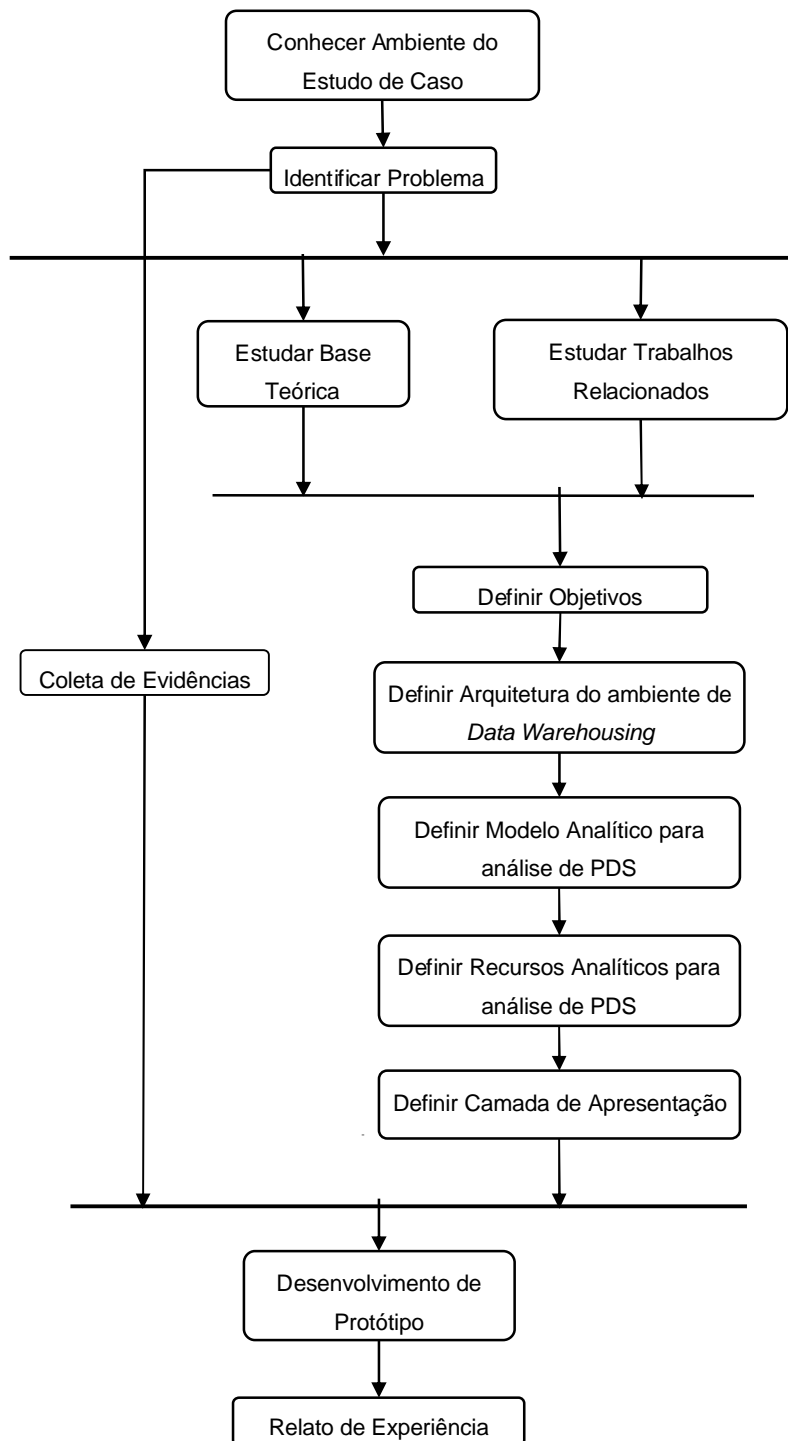 Conhecer Ambiente do
Estudo de Caso
Identificar Problema
Estudar Base
Teórica
Estudar Trabalhos
Relacionados
Definir Objetivos
Coleta de Evidências
Definir Arquitetura do ambiente de
Data Warehousing
Definir Modelo Analítico para
análise de PDS
Definir Recursos Analíticos para
análise de PDS
Definir Camada de Apresentação
Desenvolvimento de
Protótipo
Relato de Experiência